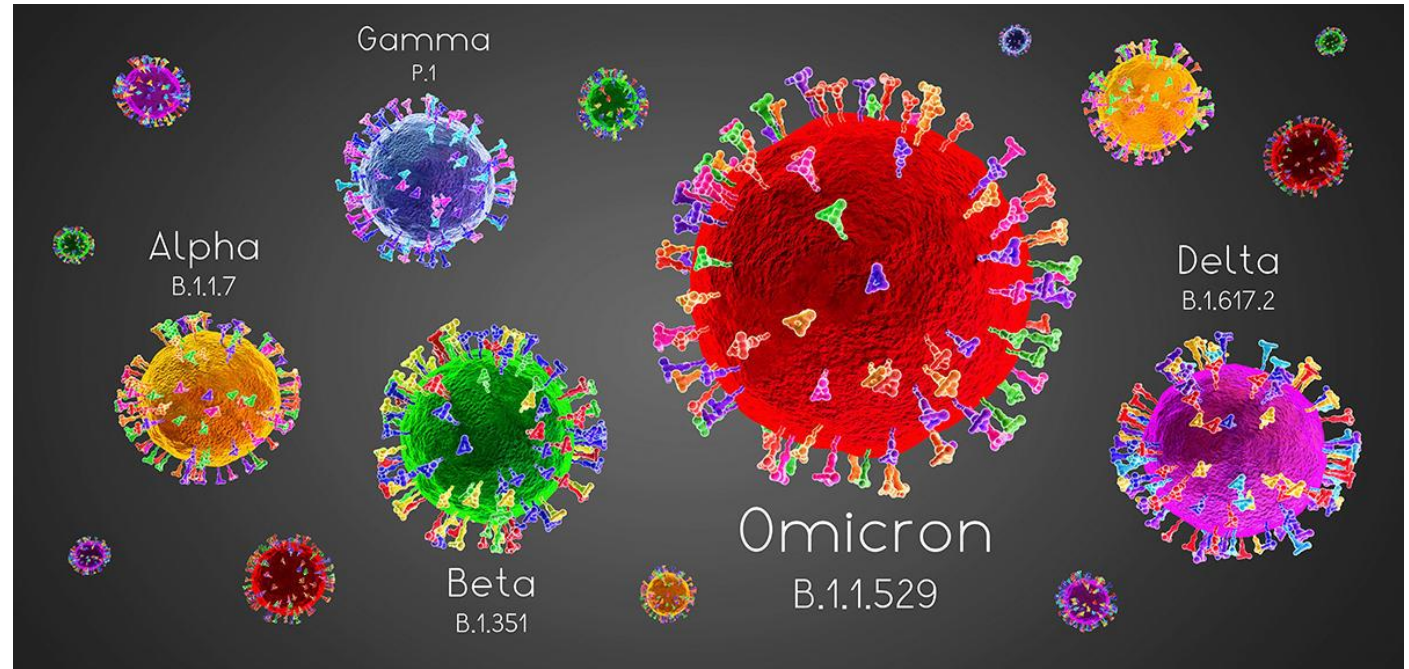 Gamma
P.1
Alpha
B.1.1.7
Beta
B.1.351
Omicron
B.1.1.529
Delta
B.1.617.2